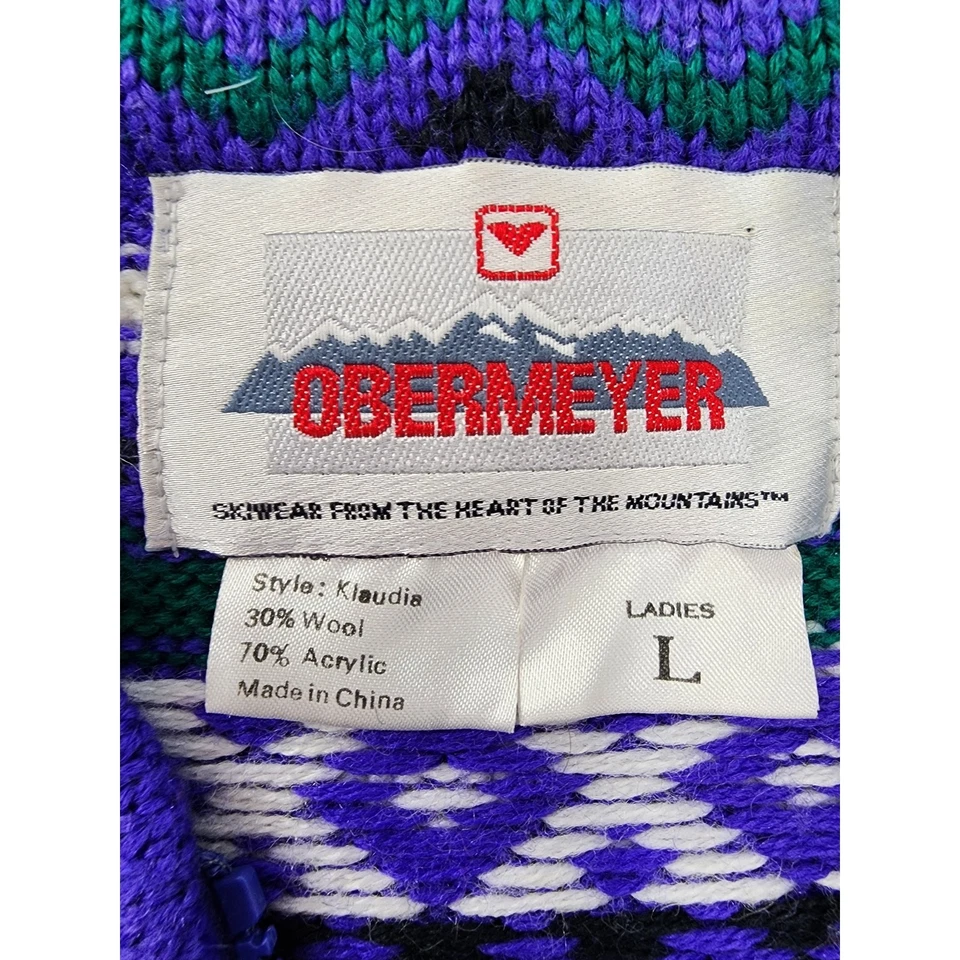 OBERMEYER
SKIWEAR FROM THE HEART OF THE MOUNTAINS™
Style: Klaudia
30% Wool
70% Acrylic
Made in China
LADIES
L